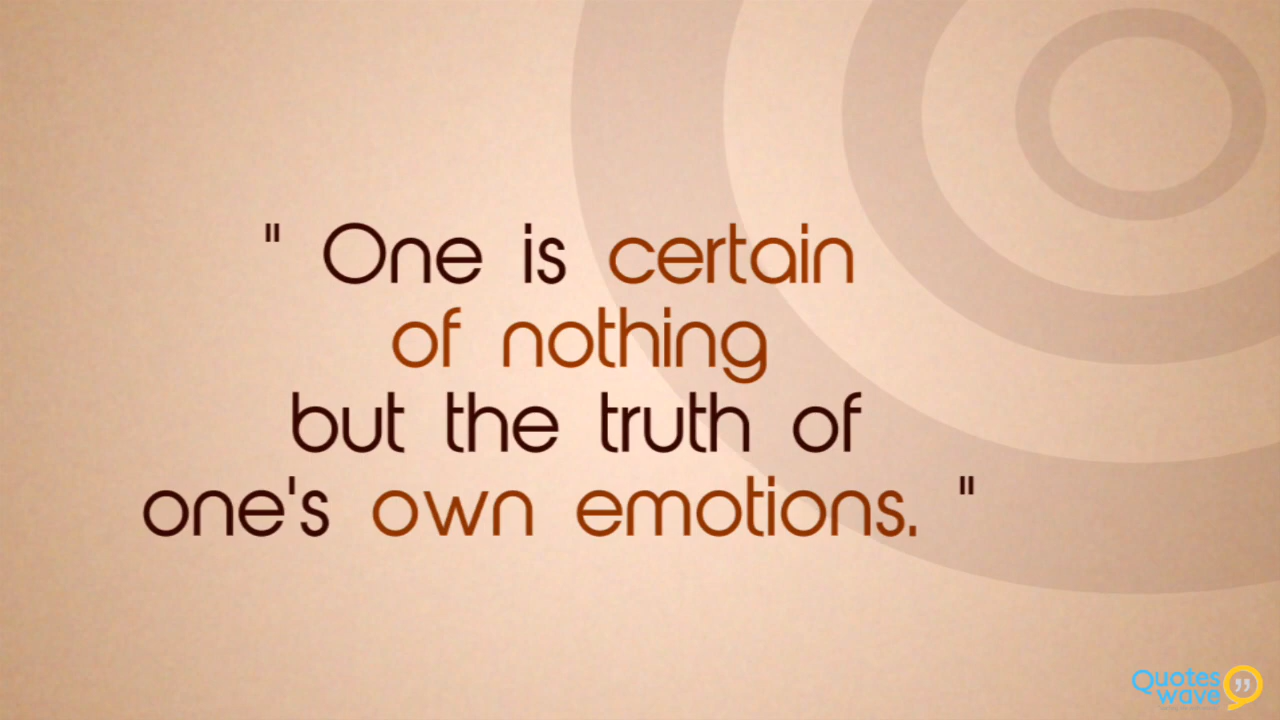 " One is certain
of nothing
but the truth of
one's own emotions. "
Quotes
wave